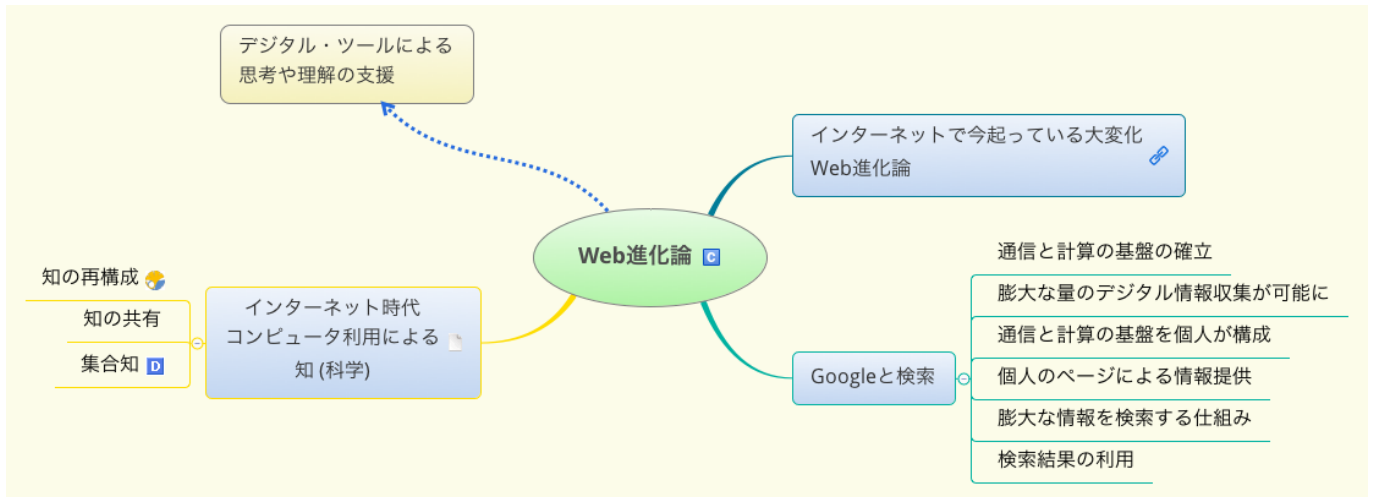 デジタル・ツールによる
思考や理解の支援
インターネットで今起っている大変化
Web進化論
Web進化論 C
知の再構成
知の共有
集合知 D
インターネット時代
コンピュータ利用による
知 (科学)
Googleと検索
通信と計算の基盤の確立
膨大な量のデジタル情報収集が可能に
通信と計算の基盤を個人が構成
個人のページによる情報提供
膨大な情報を検索する仕組み
検索結果の利用